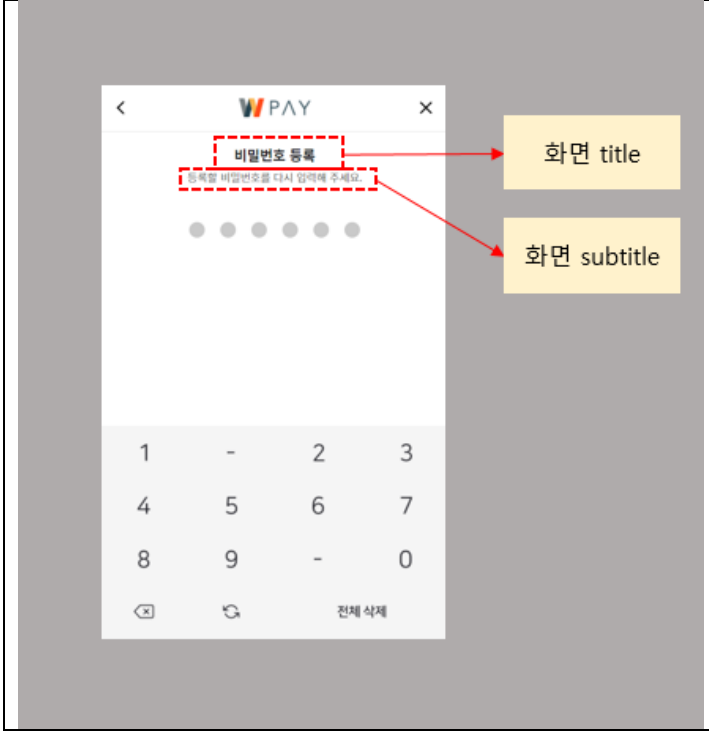 W PAY
비밀번호 등록
등록할 비밀번호를 다시 입력해 주세요.
화면 title
화면 subtitle
1 - 2 3
4 5 6 7
8 9 - 0
전체 삭제